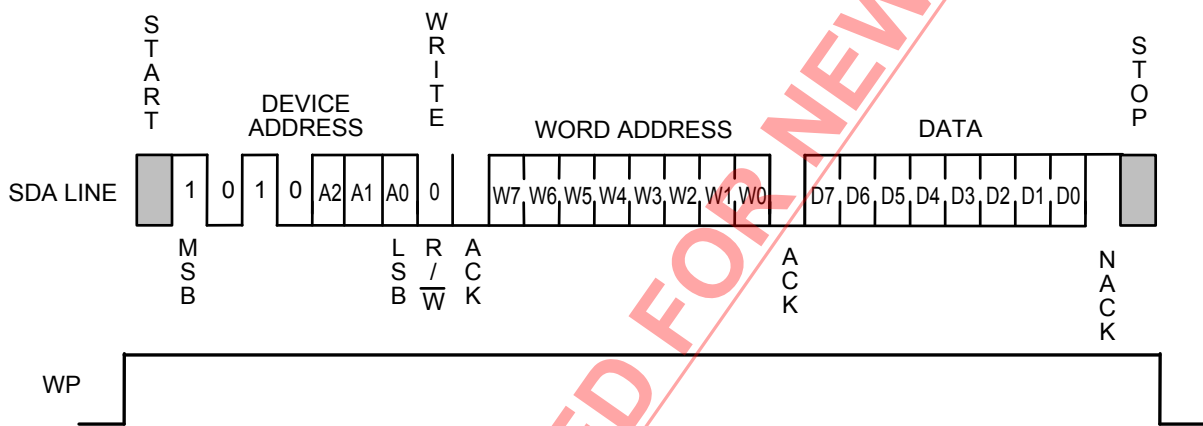 START
WRITE
STOP
DEVICE
ADDRESS
WORD ADDRESS
DATA
SDA LINE
1 0 1 0 A2 A1 A0 0 W7 W6 W5 W4 W3 W2 W1 W0 D7 D6 D5 D4 D3 D2 D1 D0
MSB
LSB
R/W
ACK
ACK
NACK
WP
FOR NEW